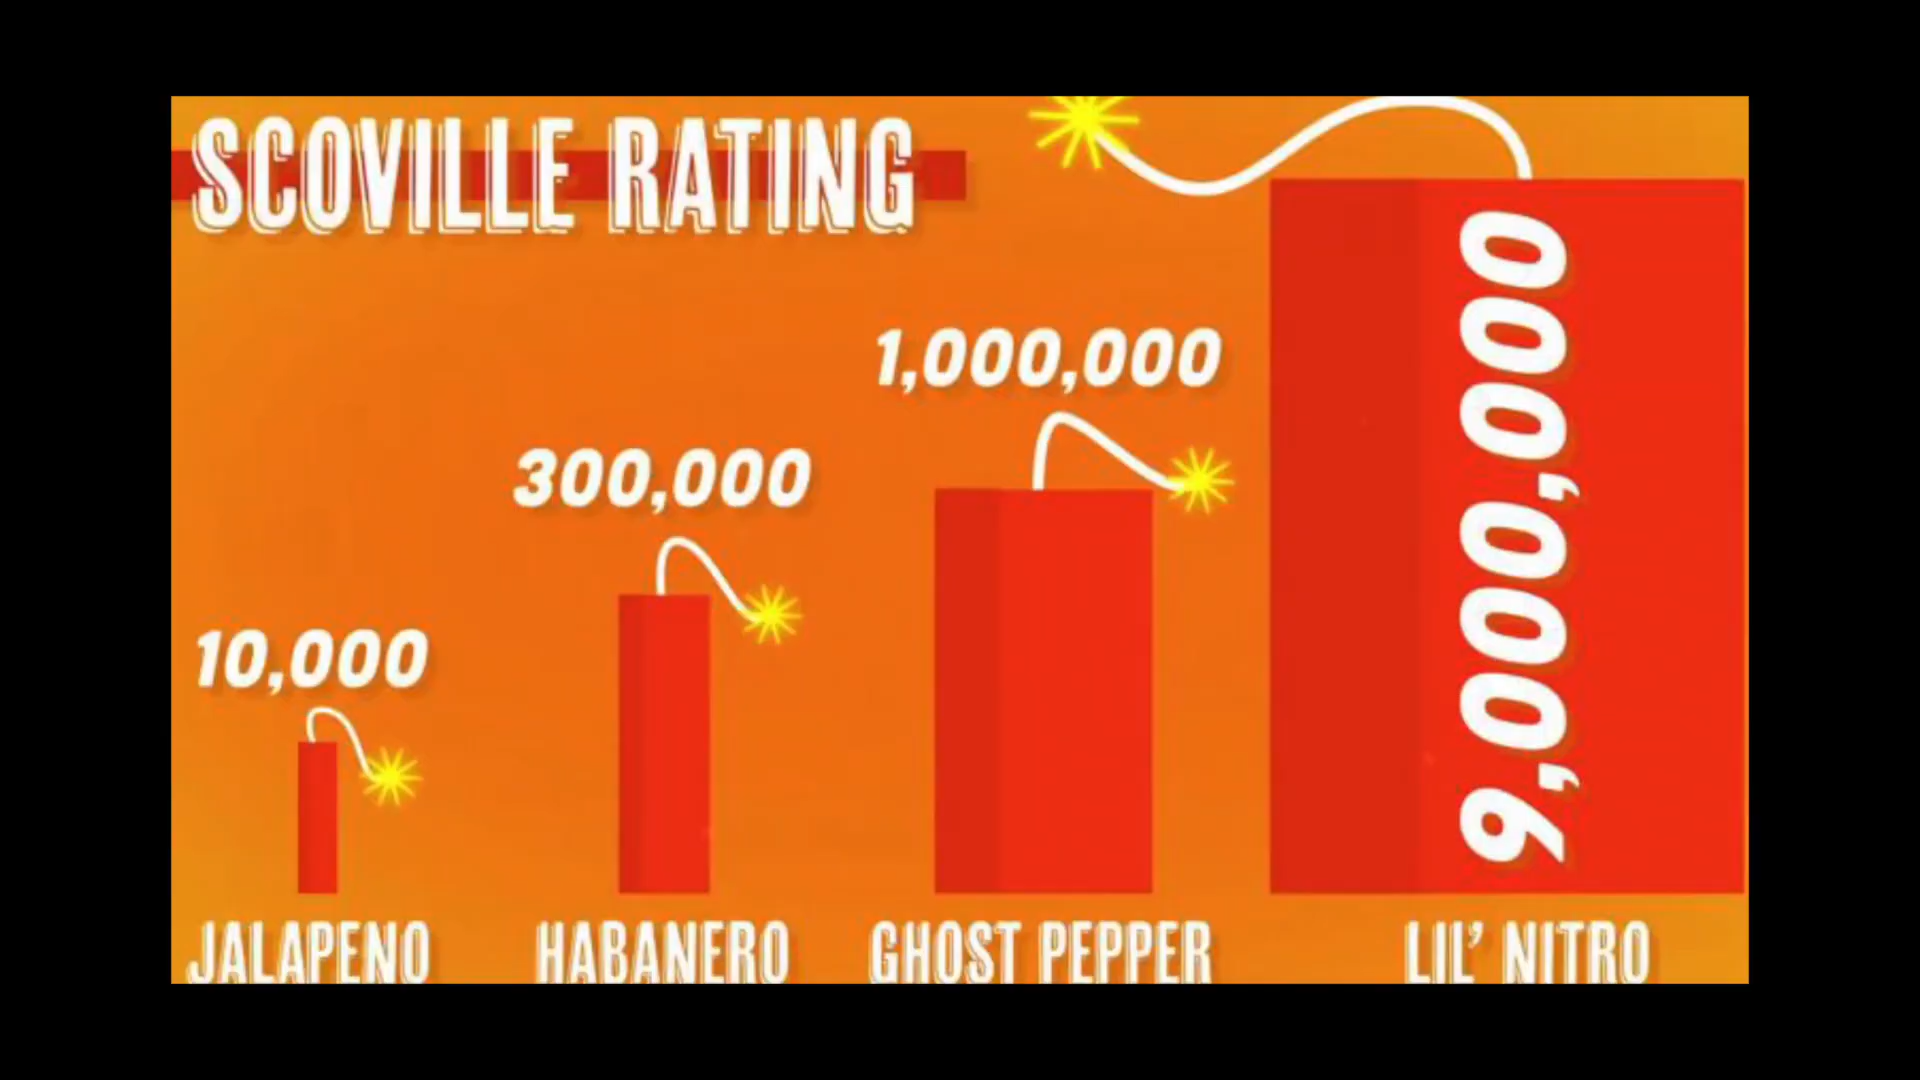 SCOVILLE RATING
10,000
300,000
1,000,000
9,000,000
JALAPENO
HABANERO
GHOST PEPPER
LIL' NITRO